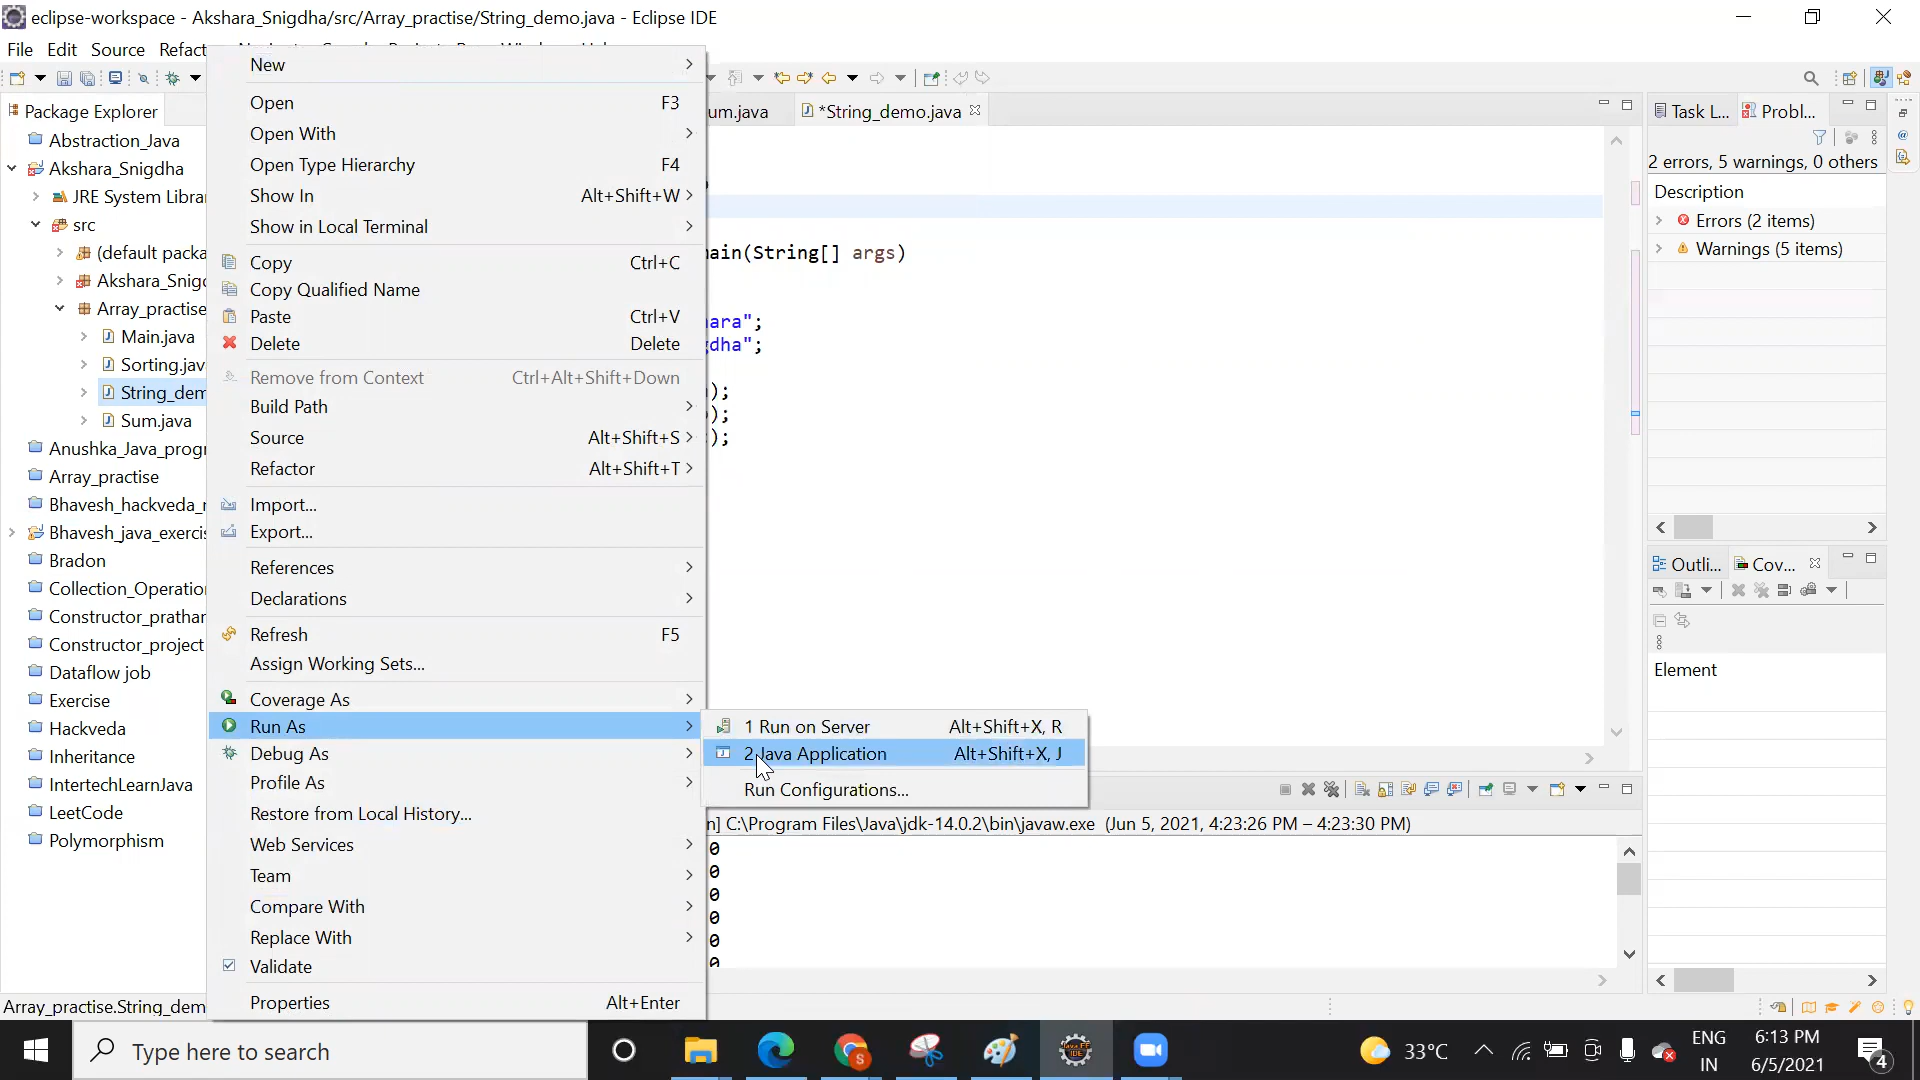 eclipse-workspace - Akshara_Snigdha/src/Array_practise/String_demo.java - Eclipse IDE
File Edit Source Refact
Package Explorer
Abstraction_Java
Akshara_Snigdha
JRE System Libra
src
(default packa
Akshara_Snigd
Array_practise
Main.java
Sorting.jav
String_dem
Sum.java
Anushka_Java_progr
Array_practise
Bhavesh_hackveda_r
Bhavesh_java_exercis
Bradon
Collection_Operation
Constructor_prathar
Constructor_project
Dataflow job
Exercise
Hackveda
Inheritance
IntertechLearnJava
LeetCode
Polymorphism
Array_practise.String_dem
New
Open F3
Open With
Open Type Hierarchy F4
Show In Alt+Shift+W
Show in Local Terminal
Copy Ctrl+C
Copy Qualified Name
Paste Ctrl+V
Delete Delete
Remove from Context Ctrl+Alt+Shift+Down
Build Path
Source Alt+Shift+S
Refactor Alt+Shift+T
Import...
Export...
References
Declarations
Refresh F5
Assign Working Sets...
Coverage As
Run As
Debug As
Profile As
Restore from Local History...
Web Services
Team
Compare With
Replace With
Validate
Properties Alt+Enter
1 Run on Server Alt+Shift+X, R
2 Java Application Alt+Shift+X, J
Run Configurations...
um.java *String_demo.java
ain(String[] args)
ara";
gdha";
);
);
);
n] C:\Program Files\Java\jdk-14.0.2\bin\javaw.exe (Jun 5, 2021, 4:23:26 PM – 4:23:30 PM)
0
0
0
0
0
0
Task L... Probl...
2 errors, 5 warnings, 0 others
Description
Errors (2 items)
Warnings (5 items)
Outli... Cov...
Element
Type here to search
33°C
ENG
IN
6:13 PM
6/5/2021
4